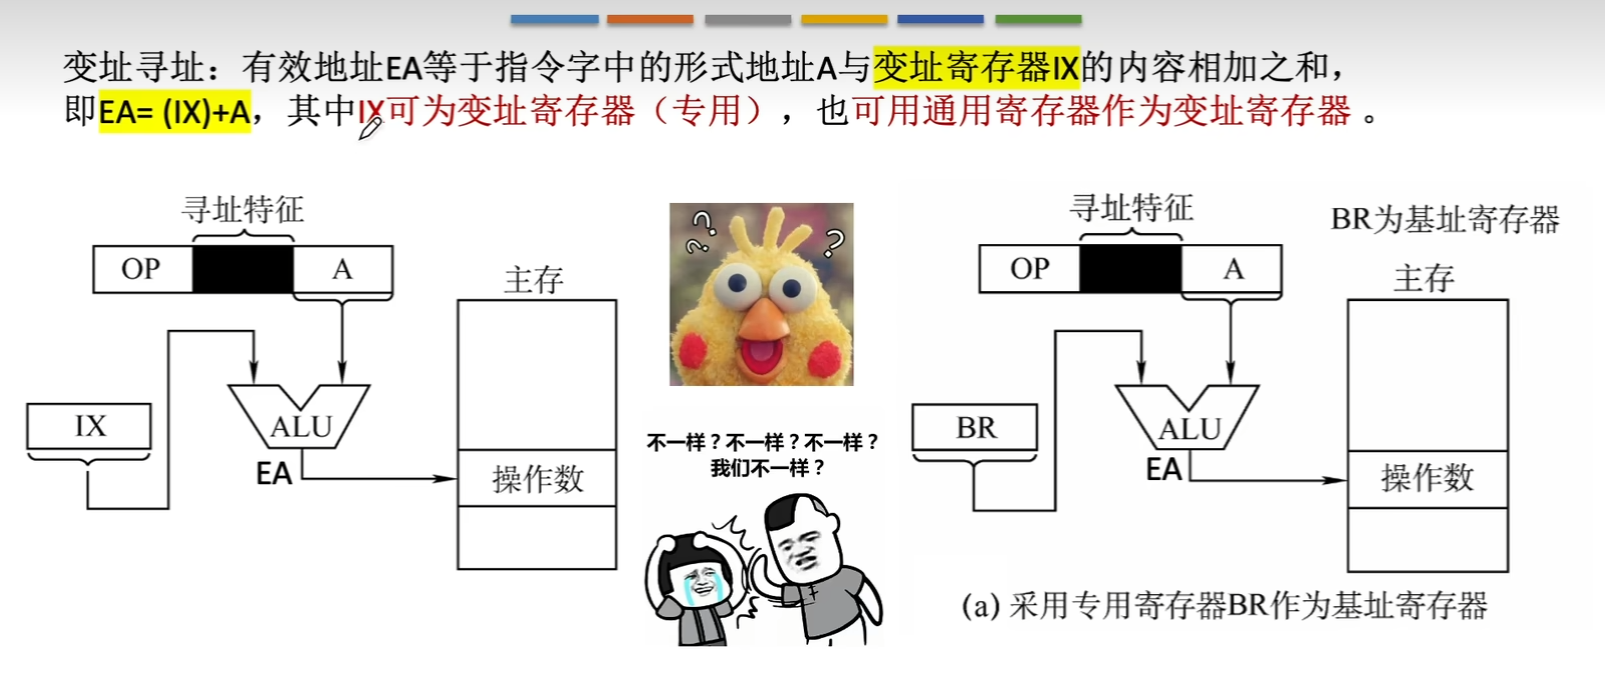 变址寻址：有效地址EA等于指令字中的形式地址A与变址寄存器IX的内容相加之和，
即EA= (IX)+A，其中IX可为变址寄存器（专用），也可用通用寄存器作为变址寄存器 。
寻址特征
OP
A
主存
IX
ALU
EA
操作数
? ? ?
不一样？不一样？不一样？
我们不一样？
寻址特征
BR为基址寄存器
OP
A
主存
BR
ALU
EA
操作数
(a) 采用专用寄存器BR作为基址寄存器